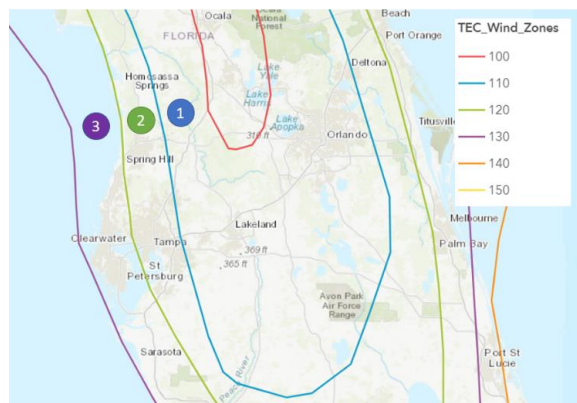 Ocala
National
Forest
Beach
TEC_Wind_Zones
FLORIDA
Port Orange
100
Lake
Yale
Deltona
110
Homosassa
Springs
Lake
Harris
120
3
2
1
Lake
Apopka
Titusville
130
319 ft
Orlando
140
Spring Hill
150
Lakeland
Melbourne
Clearwater
Tampa
Palm Bay
369 ft
St
Petersburg
365 ft
Avon Park
Air Force
Range
Sarasota
Peace River
Port St
Lucie